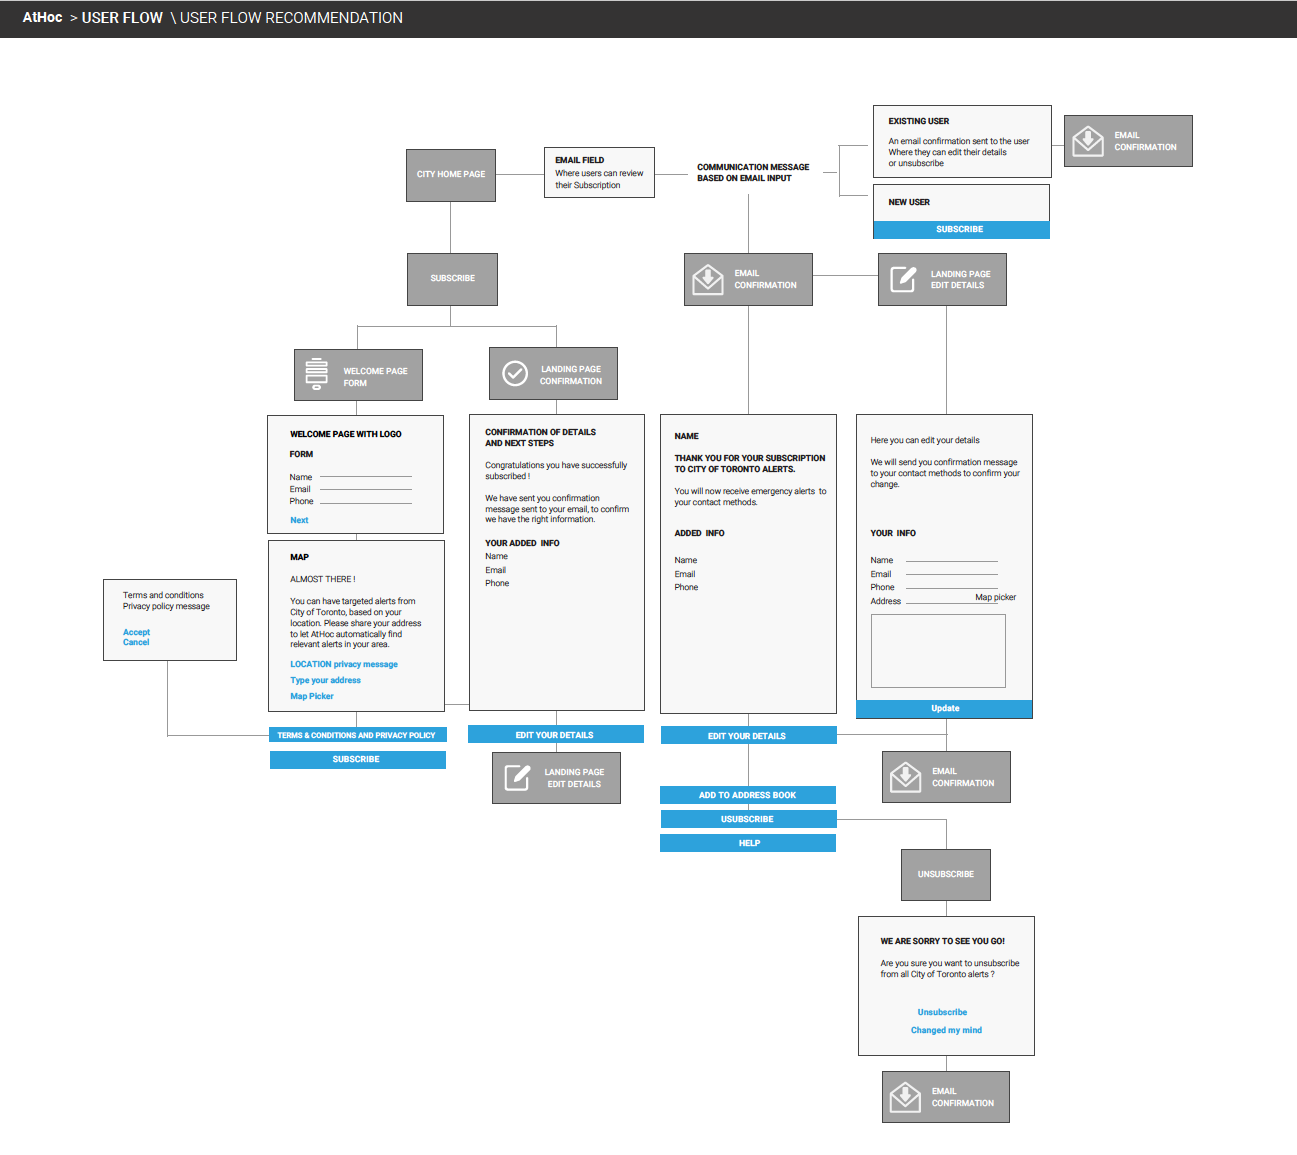 AtHoc > USER FLOW \ USER FLOW RECOMMENDATION
EXISTING USER
An email confirmation sent to the user
Where they can edit their details
or unsubscribe
EMAIL
CONFIRMATION
CITY HOME PAGE
EMAIL FIELD
Where users can review
their Subscription
COMMUNICATION MESSAGE
BASED ON EMAIL INPUT
NEW USER
SUBSCRIBE
SUBSCRIBE
EMAIL
CONFIRMATION
LANDING PAGE
EDIT DETAILS
WELCOME PAGE
FORM
LANDING PAGE
CONFIRMATION
WELCOME PAGE WITH LOGO
FORM
Name
Email
Phone
Next
MAP
ALMOST THERE !
You can have targeted alerts from
City of Toronto, based on your
location. Please share your address
to let AtHoc automatically find
relevant alerts in your area.
LOCATION privacy message
Type your address
Map Picker
Terms and conditions
Privacy policy message
Accept
Cancel
TERMS & CONDITIONS AND PRIVACY POLICY
SUBSCRIBE
CONFIRMATION OF DETAILS
AND NEXT STEPS
Congratulations you have successfully
subscribed !
We have sent you confirmation
message sent to your email, to confirm
we have the right information.
YOUR ADDED INFO
Name
Email
Phone
EDIT YOUR DETAILS
LANDING PAGE
EDIT DETAILS
NAME
THANK YOU FOR YOUR SUBSCRIPTION
TO CITY OF TORONTO ALERTS.
You will now receive emergency alerts to
your contact methods.
ADDED INFO
Name
Email
Phone
EDIT YOUR DETAILS
ADD TO ADDRESS BOOK
USUBSCRIBE
HELP
Here you can edit your details
We will send you confirmation message
to your contact methods to confirm your
change.
YOUR INFO
Name
Email
Phone
Address
Map picker
Update
EMAIL
CONFIRMATION
UNSUBSCRIBE
WE ARE SORRY TO SEE YOU GO!
Are you sure you want to unsubscribe
from all City of Toronto alerts ?
Unsubscribe
Changed my mind
EMAIL
CONFIRMATION